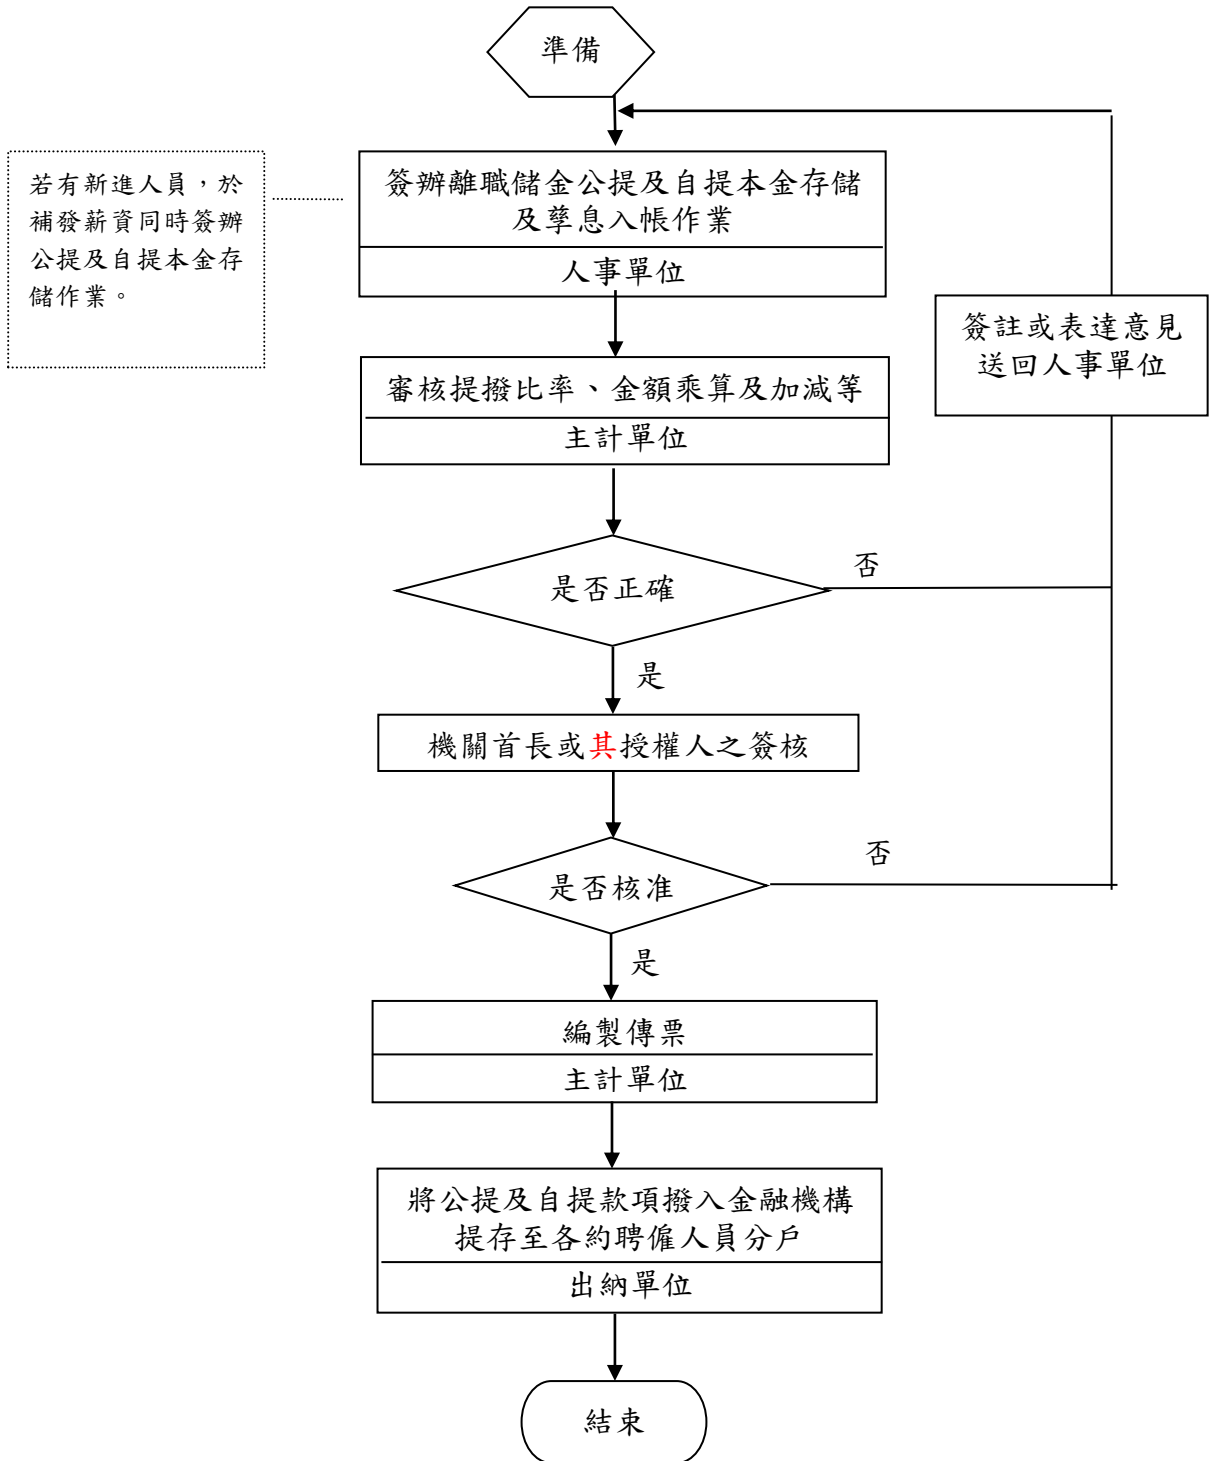 準備
若有新進人員，於
補發薪資同時簽辦
公提及自提本金存
儲作業。
簽辦離職儲金公提及自提本金存儲
及孳息入帳作業
人事單位
簽註或表達意見
送回人事單位
審核提撥比率、金額乘算及加減等
主計單位
是否正確
否
是
機關首長或其授權人之簽核
是否核准
否
是
編製傳票
主計單位
將公提及自提款項撥入金融機構
提存至各約聘僱人員分戶
出納單位
結束